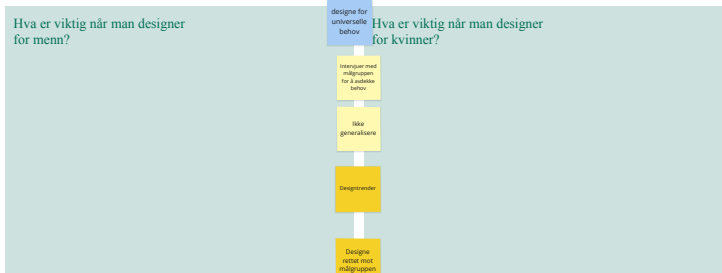 Hva er viktig når man designer
for menn?
designe for
universelle
behov
Hva er viktig når man designer
for kvinner?
Intervjuer med
målgruppen
for å avdekke
behov
Ikke
generalisere
Designtrender
Designe
rettet mot
målgruppen